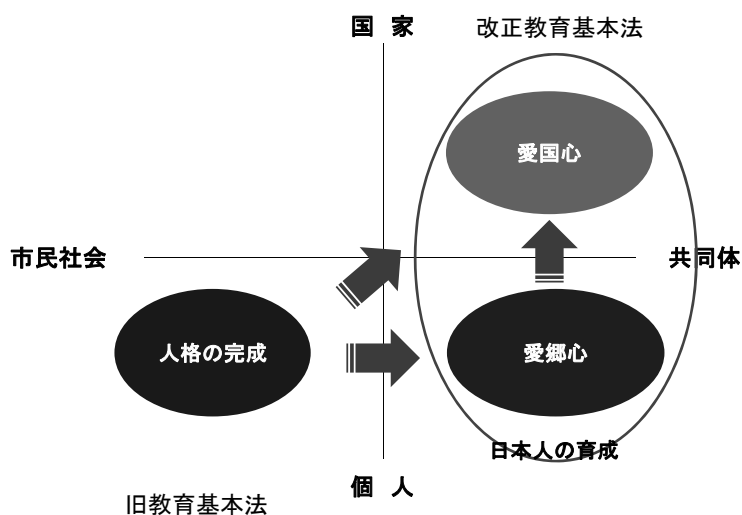 国 家
改正教育基本法
愛国心
市民社会
共同体
人格の完成
愛郷心
日本人の育成
個 人
旧教育基本法